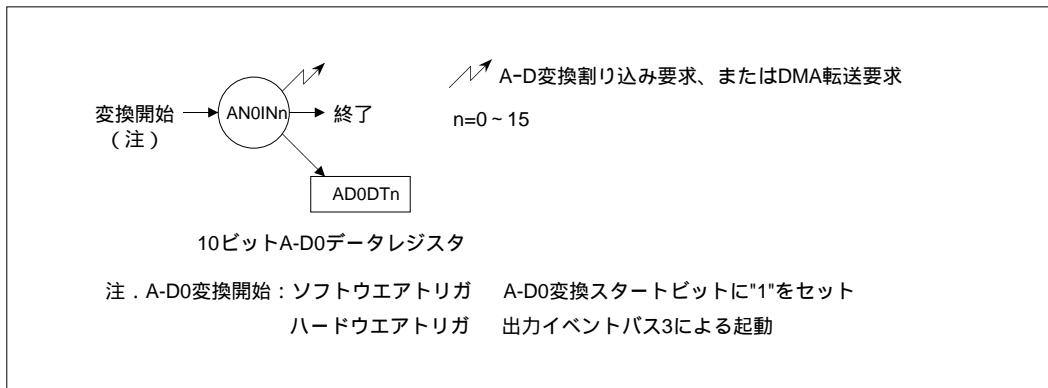 A-D変換割り込み要求、またはDMA転送要求
変換開始
（注）
AN0INn
終了
n=0～15
AD0DTn
10ビットA-D0データレジスタ
注．A-D0変換開始：ソフトウエアトリガ A-D0変換スタートビットに"1"をセット
ハードウエアトリガ 出力イベントバス3による起動